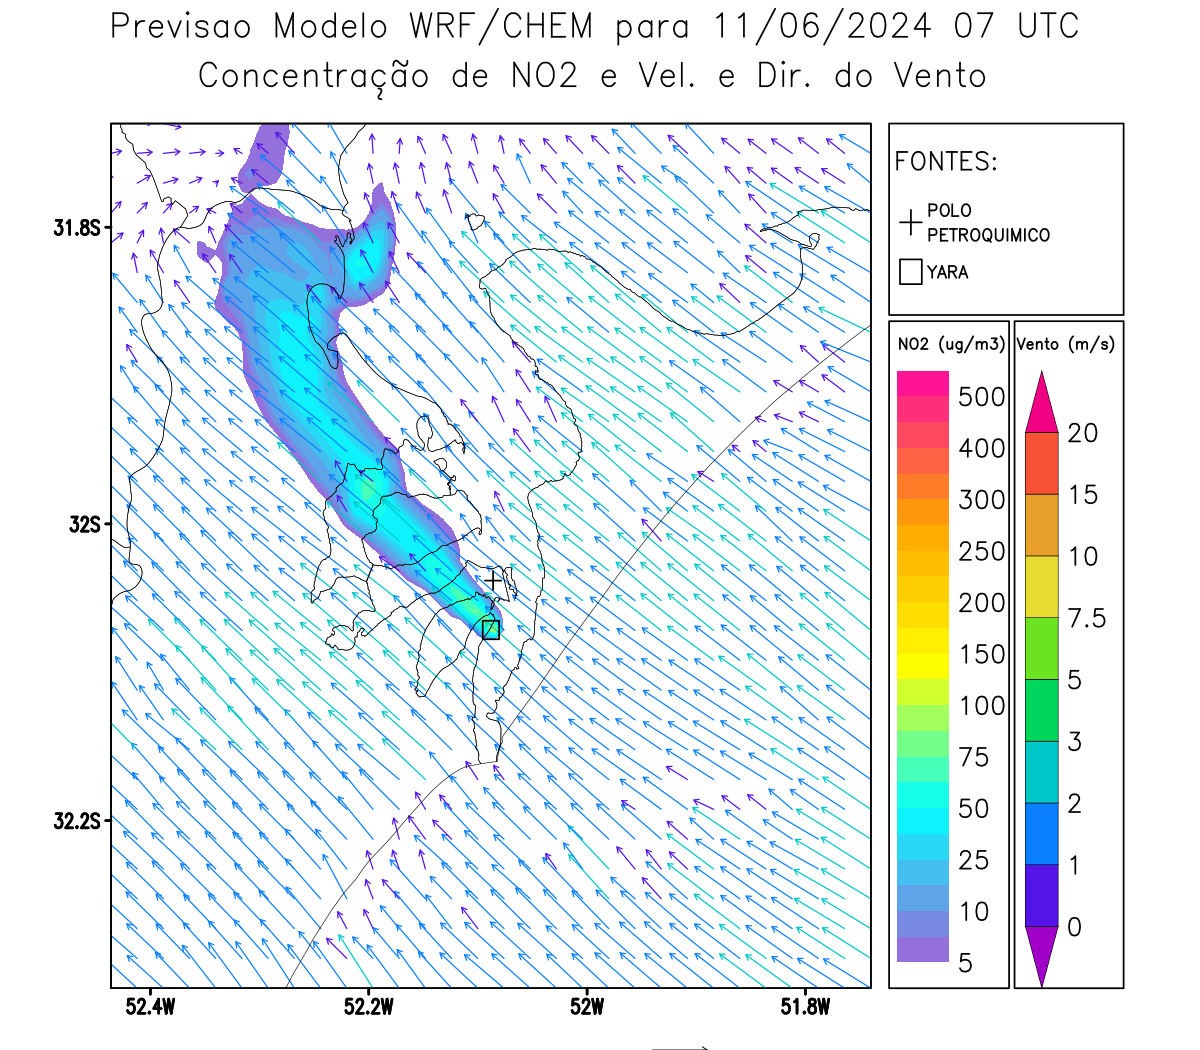 Previsao Modelo WRF/CHEM para 11/06/2024 07 UTC
Concentração de NO2 e Vel. e Dir. do Vento
FONTES:
POLO
PETROQUIMICO
YARA
31.8S
32S
32.2S
52.4W
52.2W
52W
51.8W
NO2 (ug/m3)
500
400
300
250
200
150
100
75
50
25
10
5
Vento (m/s)
20
15
10
7.5
5
3
2
1
0